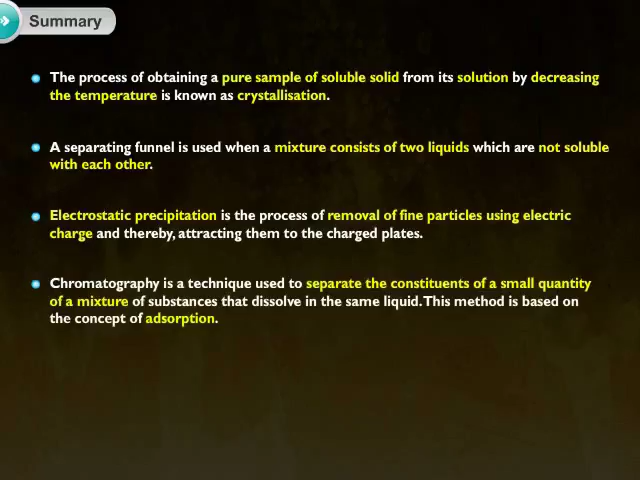 Summary
The process of obtaining a pure sample of soluble solid from its solution by decreasing
the temperature is known as crystallisation.
A separating funnel is used when a mixture consists of two liquids which are not soluble
with each other.
Electrostatic precipitation is the process of removal of fine particles using electric
charge and thereby, attracting them to the charged plates.
Chromatography is a technique used to separate the constituents of a small quantity
of a mixture of substances that dissolve in the same liquid. This method is based on
the concept of adsorption.